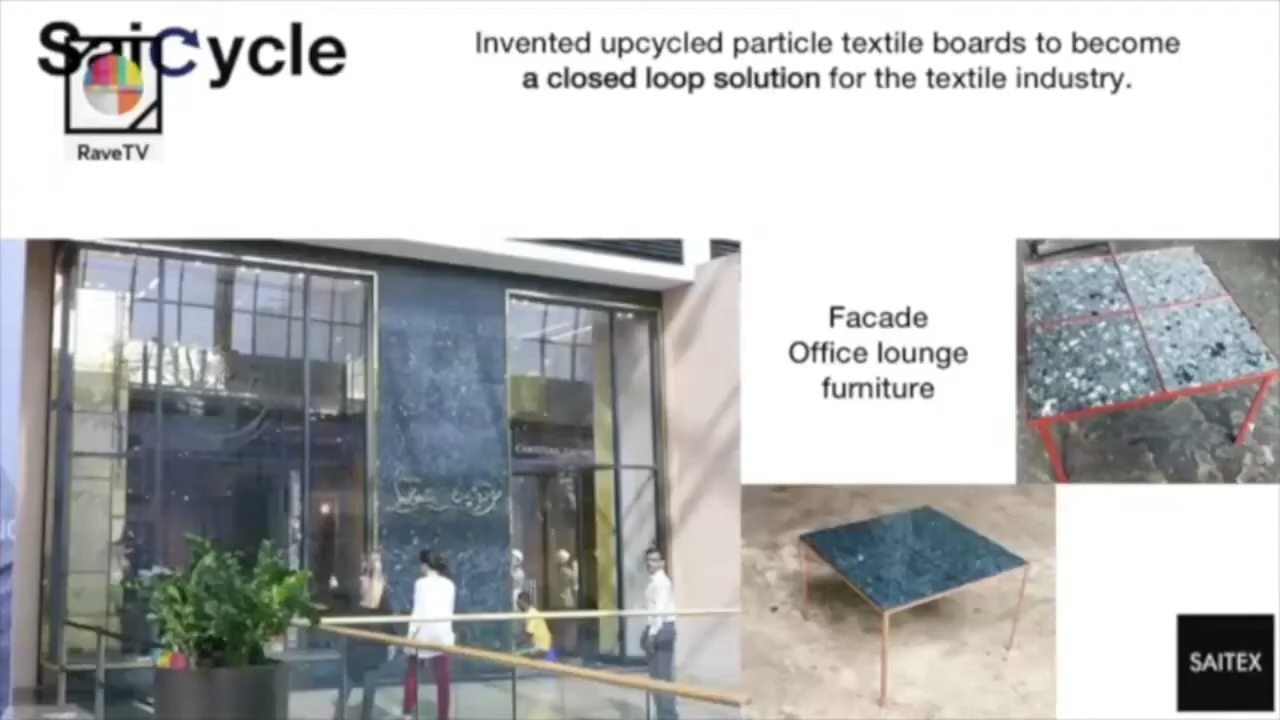 SaiCycle
RaveTV
Invented upcycled particle textile boards to become
a closed loop solution for the textile industry.
Facade
Office lounge
furniture
SAITEX